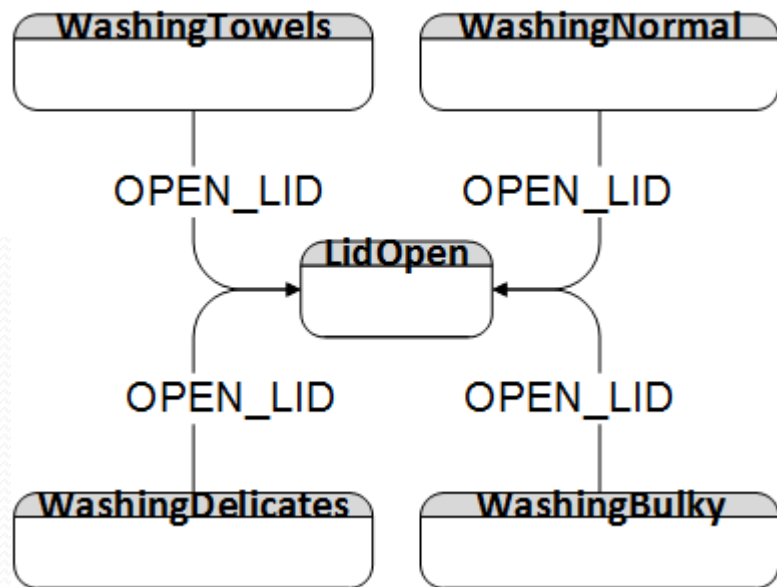 WashingTowels
WashingNormal
OPEN_LID
OPEN_LID
LidOpen
OPEN_LID
OPEN_LID
WashingDelicates
WashingBulky